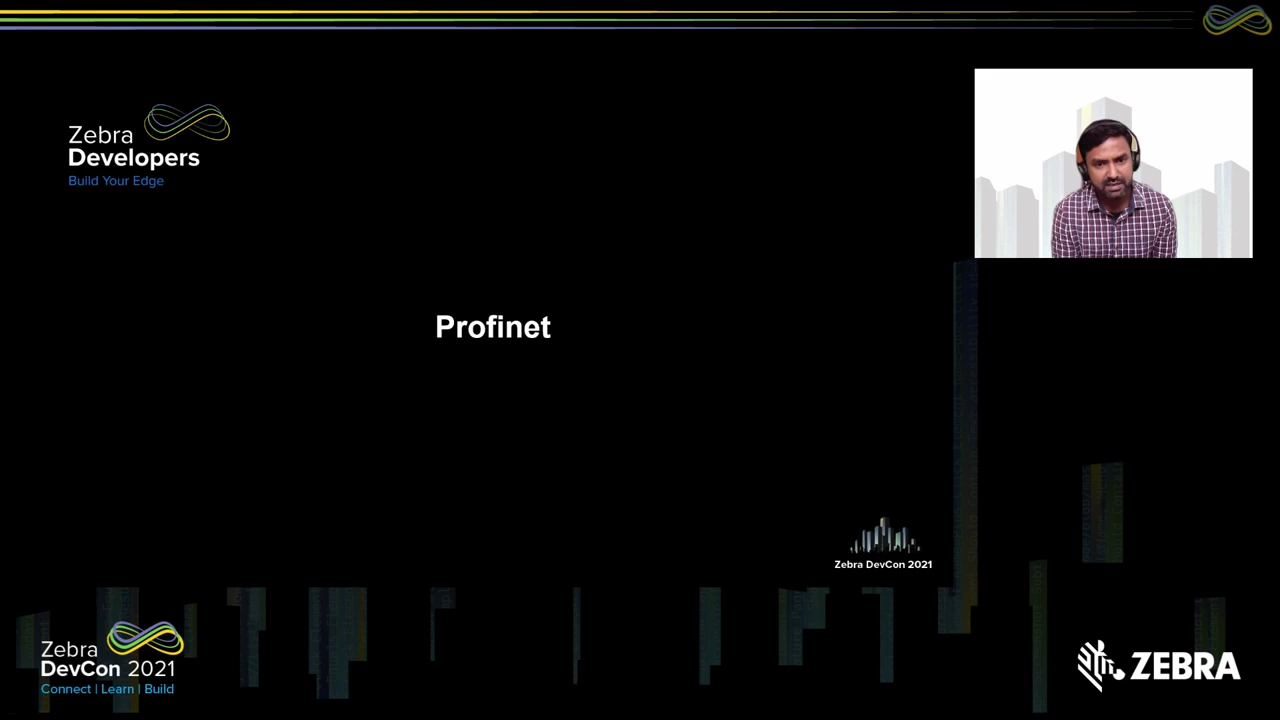 Zebra
Developers
Build Your Edge
Profinet
Zebra DevCon 2021
Zebra
DevCon 2021
Connect | Learn | Build
ZEBRA